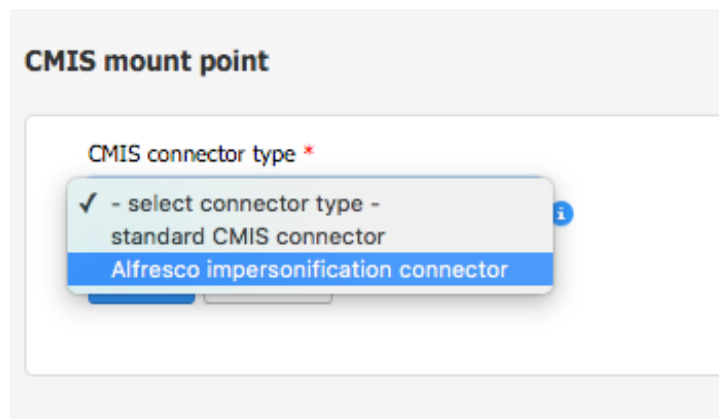 CMIS mount point
CMIS connector type *
✓ - select connector type -
standard CMIS connector
Alfresco impersonification connector